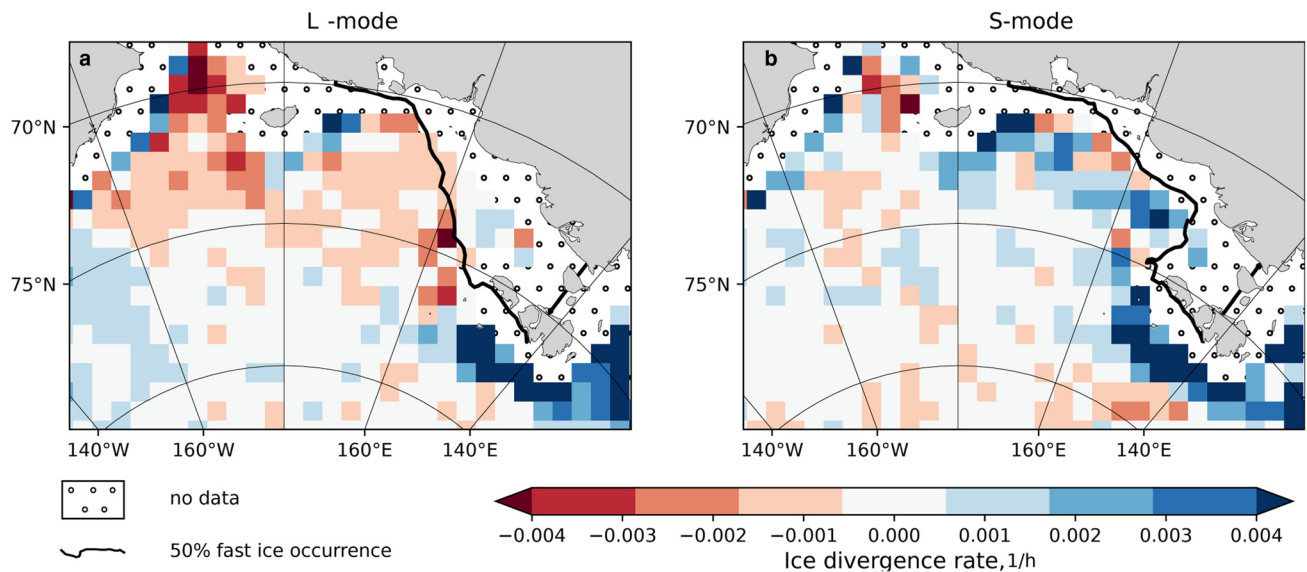 L -mode
S-mode
a
b
70°N
75°N
140°W
160°W
160°E
140°E
70°N
75°N
140°W
160°W
160°E
140°E
no data
50% fast ice occurrence
−0.004
−0.003
−0.002
−0.001
0.000
0.001
0.002
0.003
0.004
Ice divergence rate, 1/h